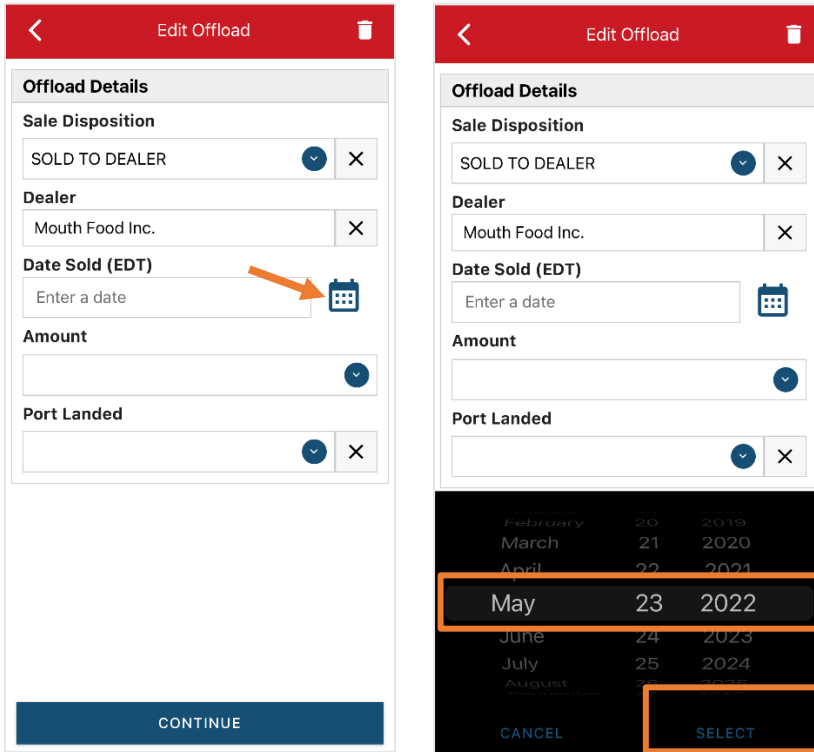 Edit Offload
Offload Details
Sale Disposition
SOLD TO DEALER
Dealer
Mouth Food Inc.
Date Sold (EDT)
Enter a date
Amount
Port Landed
CONTINUE
Edit Offload
Offload Details
Sale Disposition
SOLD TO DEALER
Dealer
Mouth Food Inc.
Date Sold (EDT)
Enter a date
Amount
Port Landed
February 20 2019
March 21 2020
April 22 2021
May 23 2022
June 24 2023
July 25 2024
August 26 2025
CANCEL SELECT